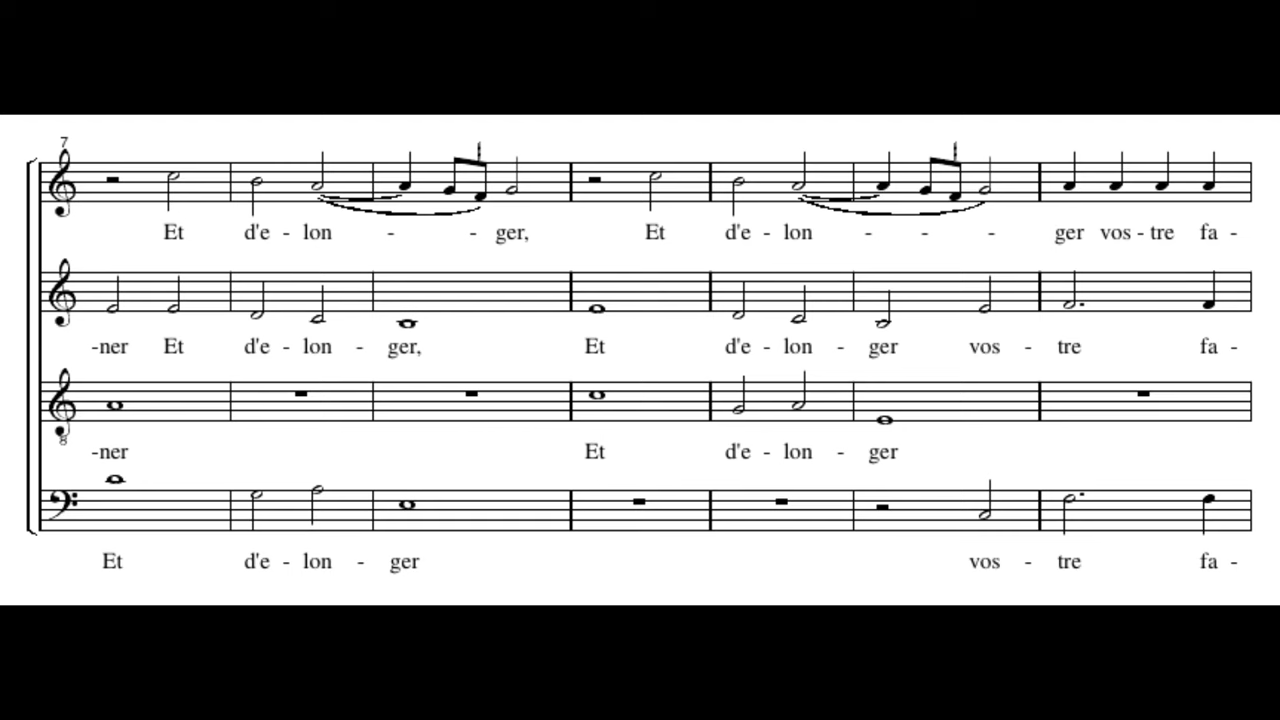 7
Et d'e - lon - - ger, Et d'e - lon - - - ger vos - tre fa -
-ner Et d'e - lon - ger, Et d'e - lon - ger vos - tre fa -
8
-ner Et d'e - lon - ger
Et d'e - lon - ger vos - tre fa -